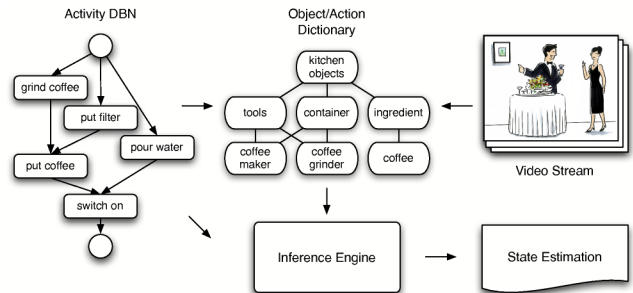 Activity DBN
grind coffee
put filter
pour water
put coffee
switch on
Object/Action
Dictionary
kitchen
objects
tools
container
ingredient
coffee
maker
coffee
grinder
coffee
Video Stream
Inference Engine
State Estimation